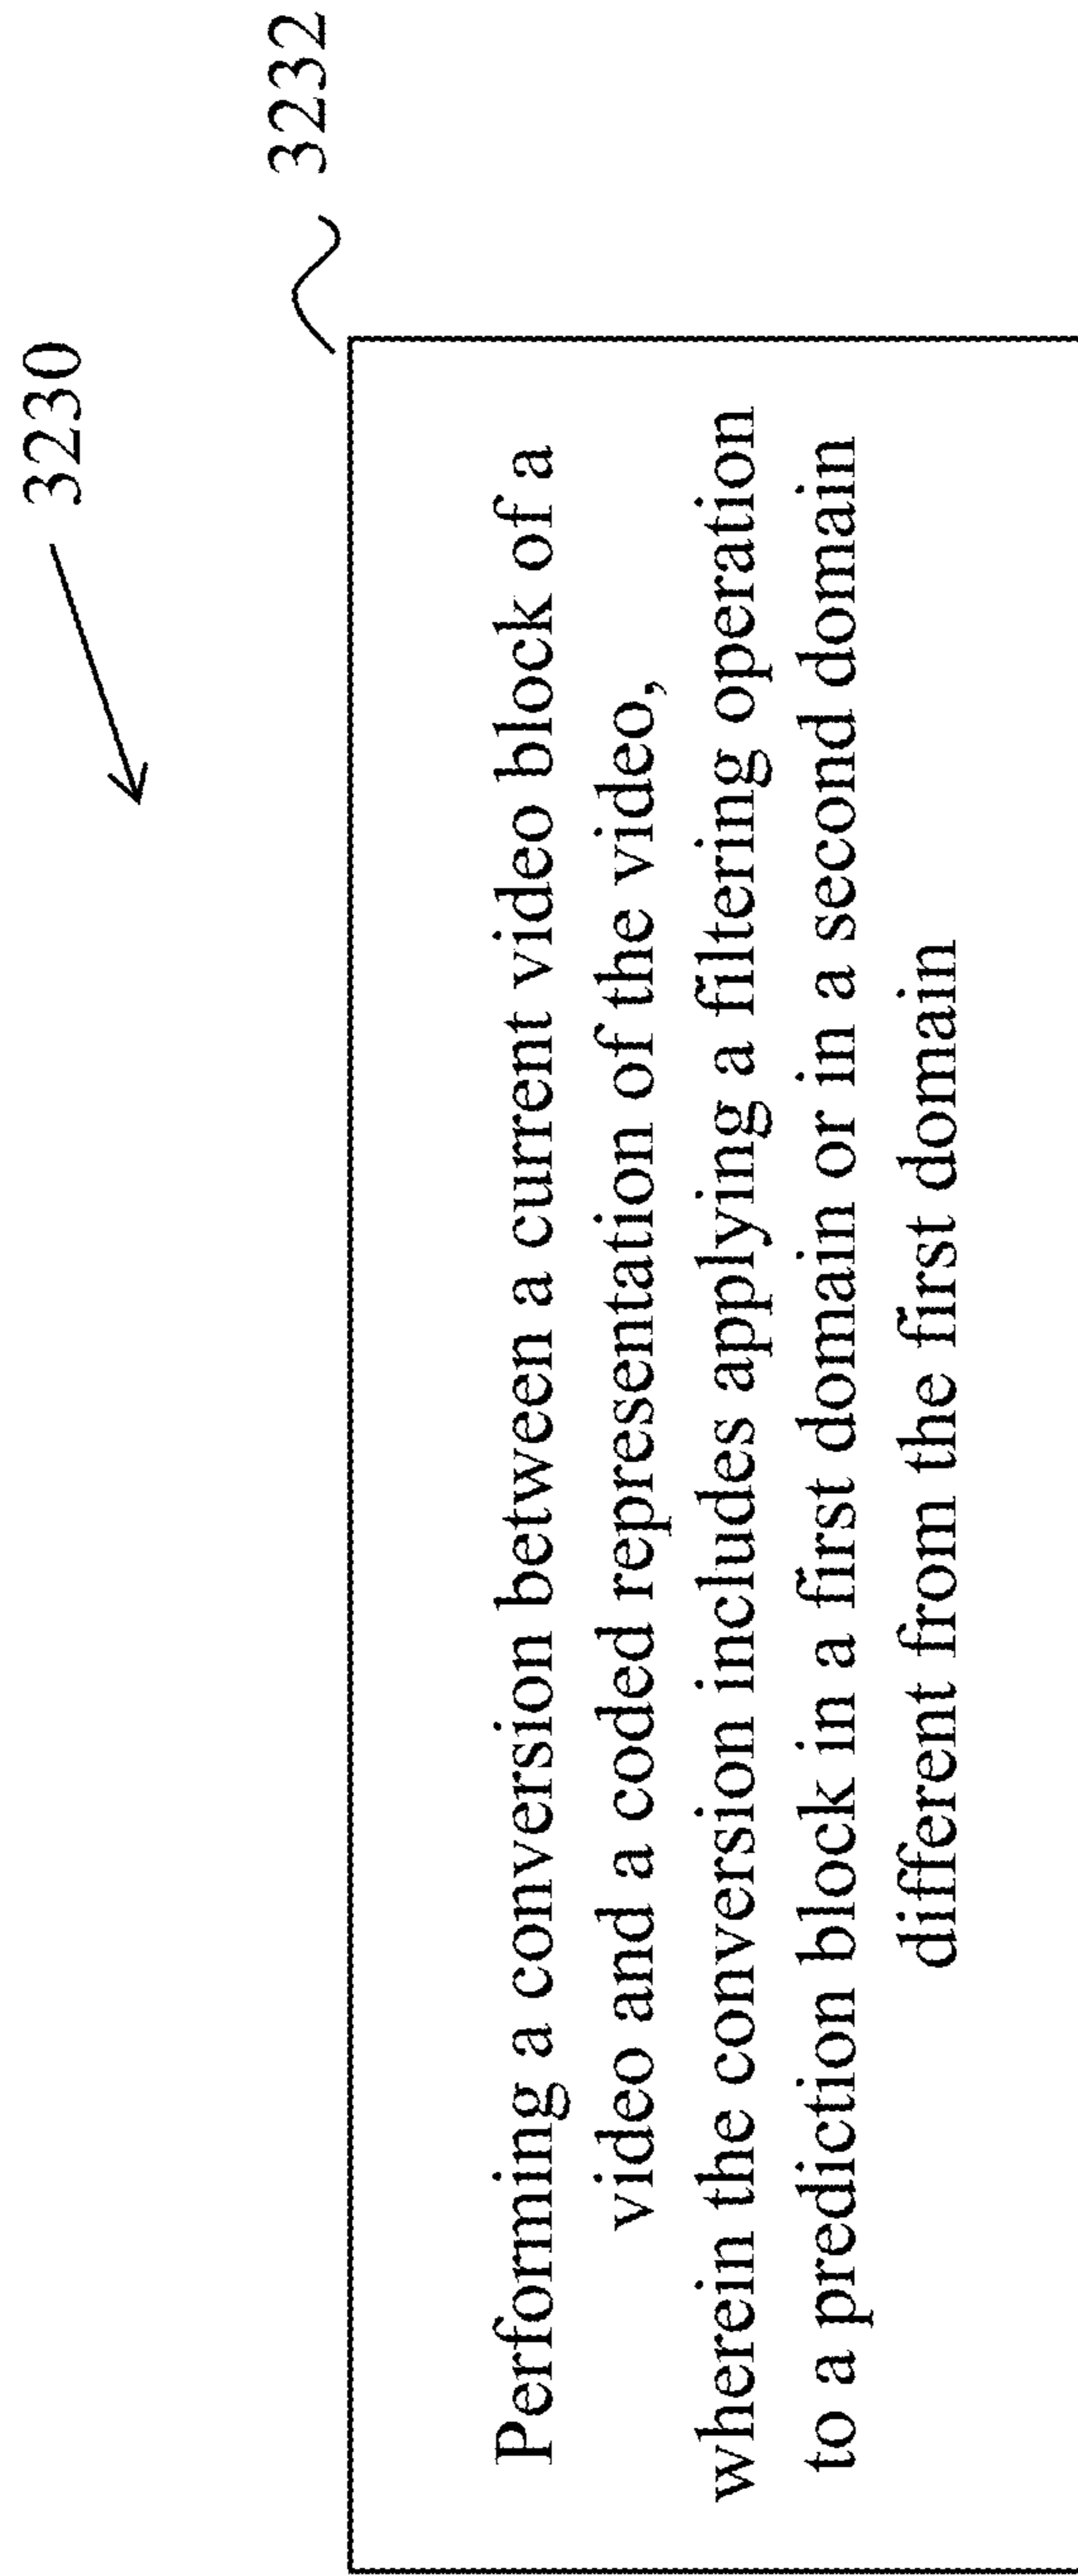 3230
3232
Performing a conversion between a current video block of a
video and a coded representation of the video,
wherein the conversion includes applying a filtering operation
to a prediction block in a first domain or in a second domain
different from the first domain